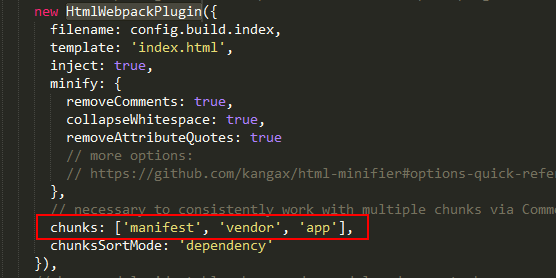 new HtmlWebpackPlugin({
filename: config.build.index,
template: 'index.html',
inject: true,
minify: {
removeComments: true,
collapseWhitespace: true,
removeAttributeQuotes: true
// more options:
// https://github.com/kangax/html-minifier#options-quick-refe
},
// necessary to consistently work with multiple chunks via Comm
chunks: ['manifest', 'vendor', 'app'],
chunksSortMode: 'dependency'
}),